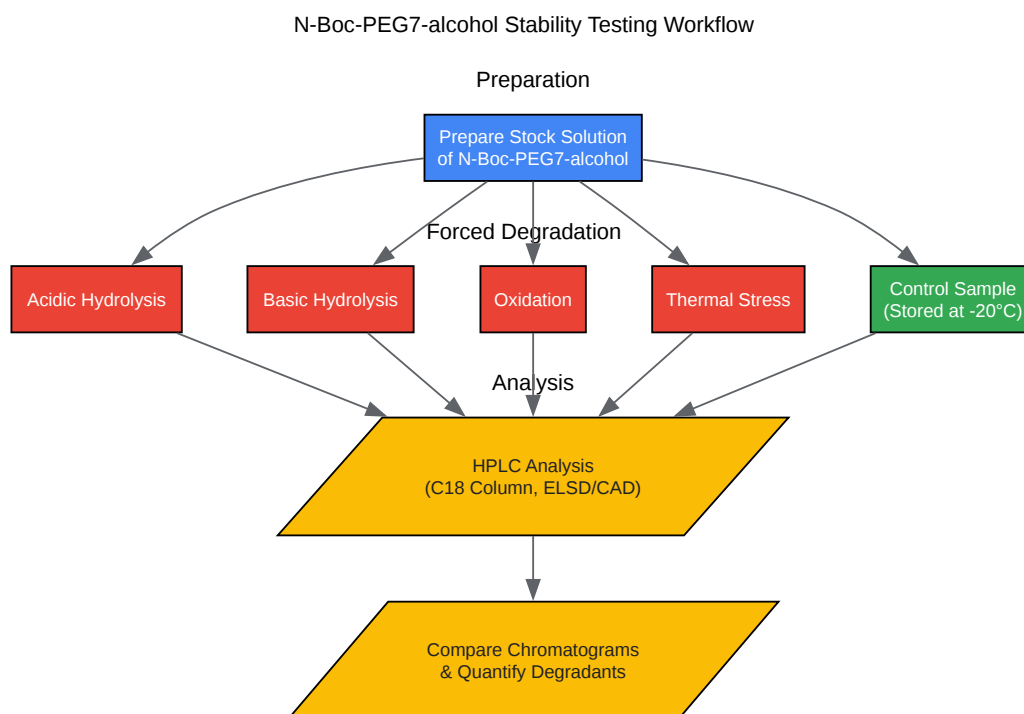 N-Boc-PEG7-alcohol Stability Testing Workflow
Preparation
Prepare Stock Solution
of N-Boc-PEG7-alcohol
Forced Degradation
Acidic Hydrolysis
Basic Hydrolysis
Oxidation
Thermal Stress
Control Sample
(Stored at -20°C)
Analysis
HPLC Analysis
(C18 Column, ELSD/CAD)
Compare Chromatograms
& Quantify Degradants